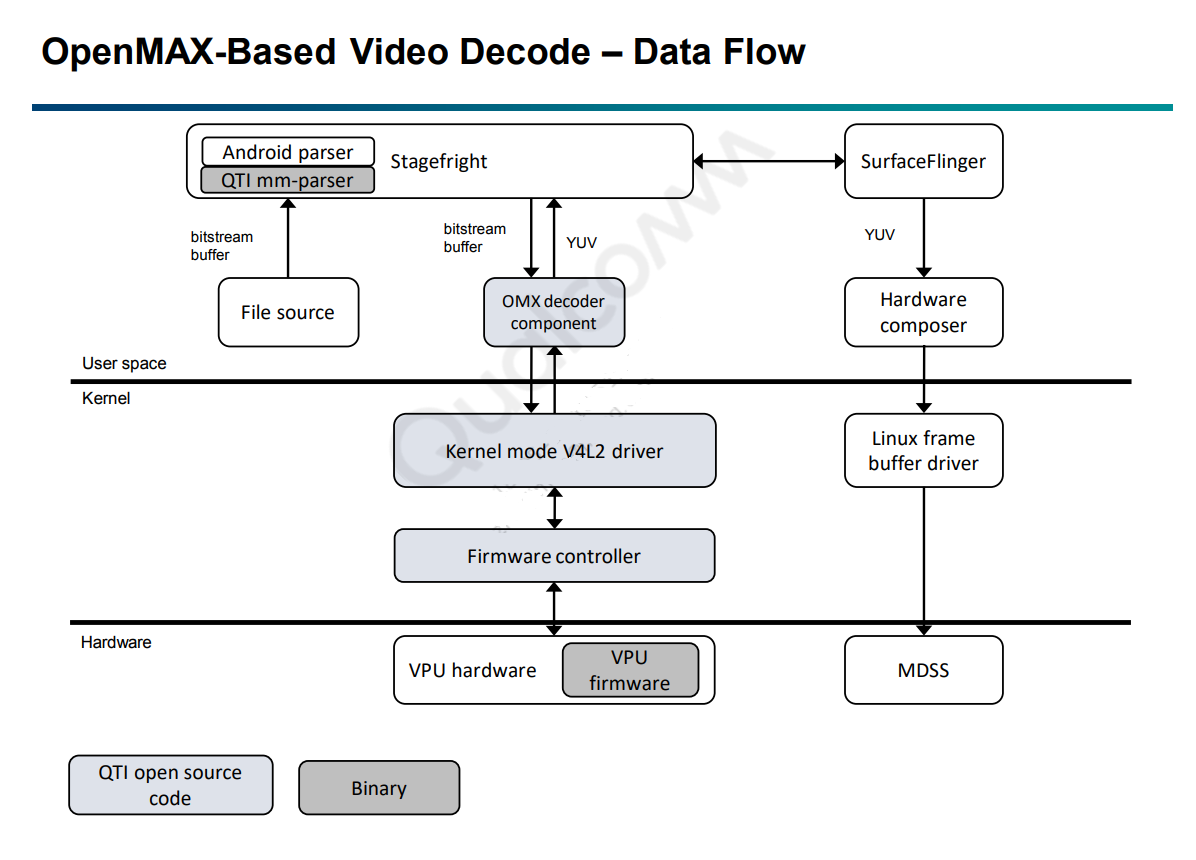 OpenMAX-Based Video Decode – Data Flow
Android parser
QTI mm-parser
Stagefright
SurfaceFlinger
bitstream
buffer
bitstream
buffer
YUV
YUV
File source
OMX decoder
component
Hardware
composer
User space
Kernel
Kernel mode V4L2 driver
Linux frame
buffer driver
Firmware controller
Hardware
VPU hardware
VPU
firmware
MDSS
QTI open source
code
Binary
Qualcomm